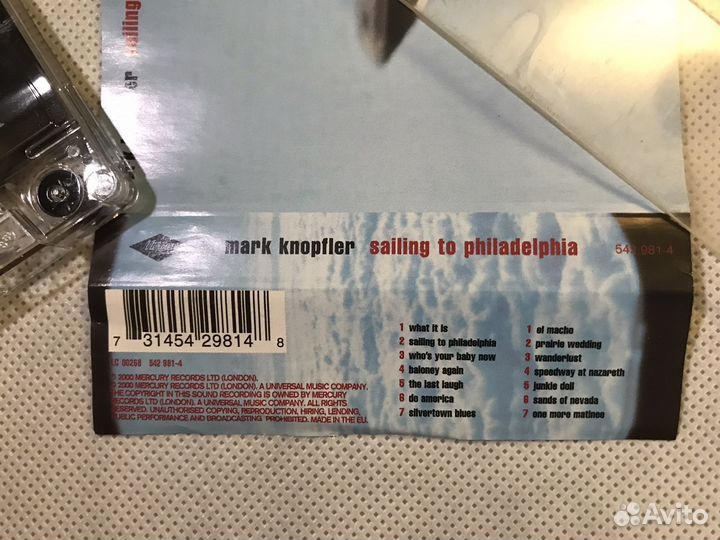 er sailing
mark knopfler sailing to philadelphia 542 981-4
7 31454 29814 8
LC 00268 542 981-4
℗ 2000 MERCURY RECORDS LTD (LONDON).
© 2000 MERCURY RECORDS LTD (LONDON). A UNIVERSAL MUSIC COMPANY.
THE COPYRIGHT IN THIS SOUND RECORDING IS OWNED BY MERCURY
RECORDS LTD (LONDON). A UNIVERSAL MUSIC COMPANY. ALL RIGHTS
RESERVED. UNAUTHORISED COPYING, REPRODUCTION, HIRING, LENDING,
PUBLIC PERFORMANCE AND BROADCASTING PROHIBITED. MADE IN THE EU.
1 what it is
2 sailing to philadelphia
3 who's your baby now
4 baloney again
5 the last laugh
6 do america
7 silvertown blues
1 el macho
2 prairie wedding
3 wanderlust
4 speedway at nazareth
5 junkie doll
6 sands of nevada
7 one more matinee
Avito